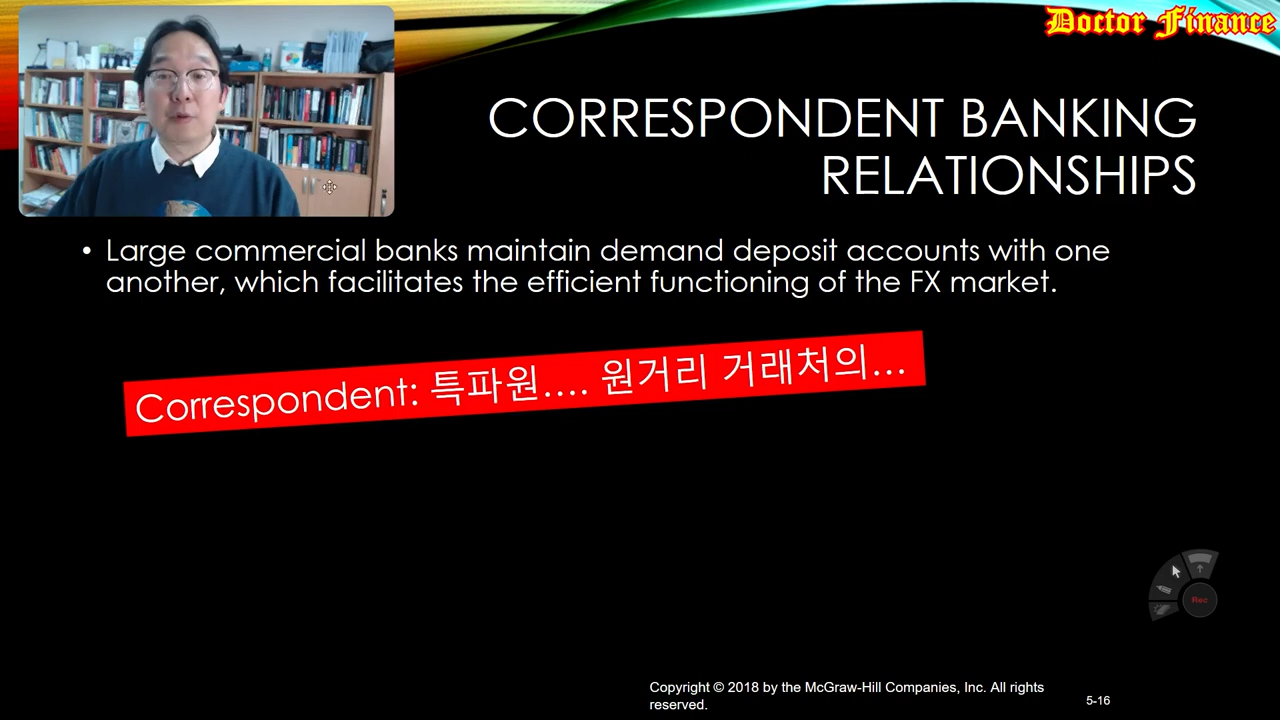 Doctor Finance
CORRESPONDENT BANKING
RELATIONSHIPS
• Large commercial banks maintain demand deposit accounts with one
another, which facilitates the efficient functioning of the FX market.
Correspondent: 특파원.... 원거리 거래처의...
Rec
Copyright © 2018 by the McGraw-Hill Companies, Inc. All rights
reserved.
5-16